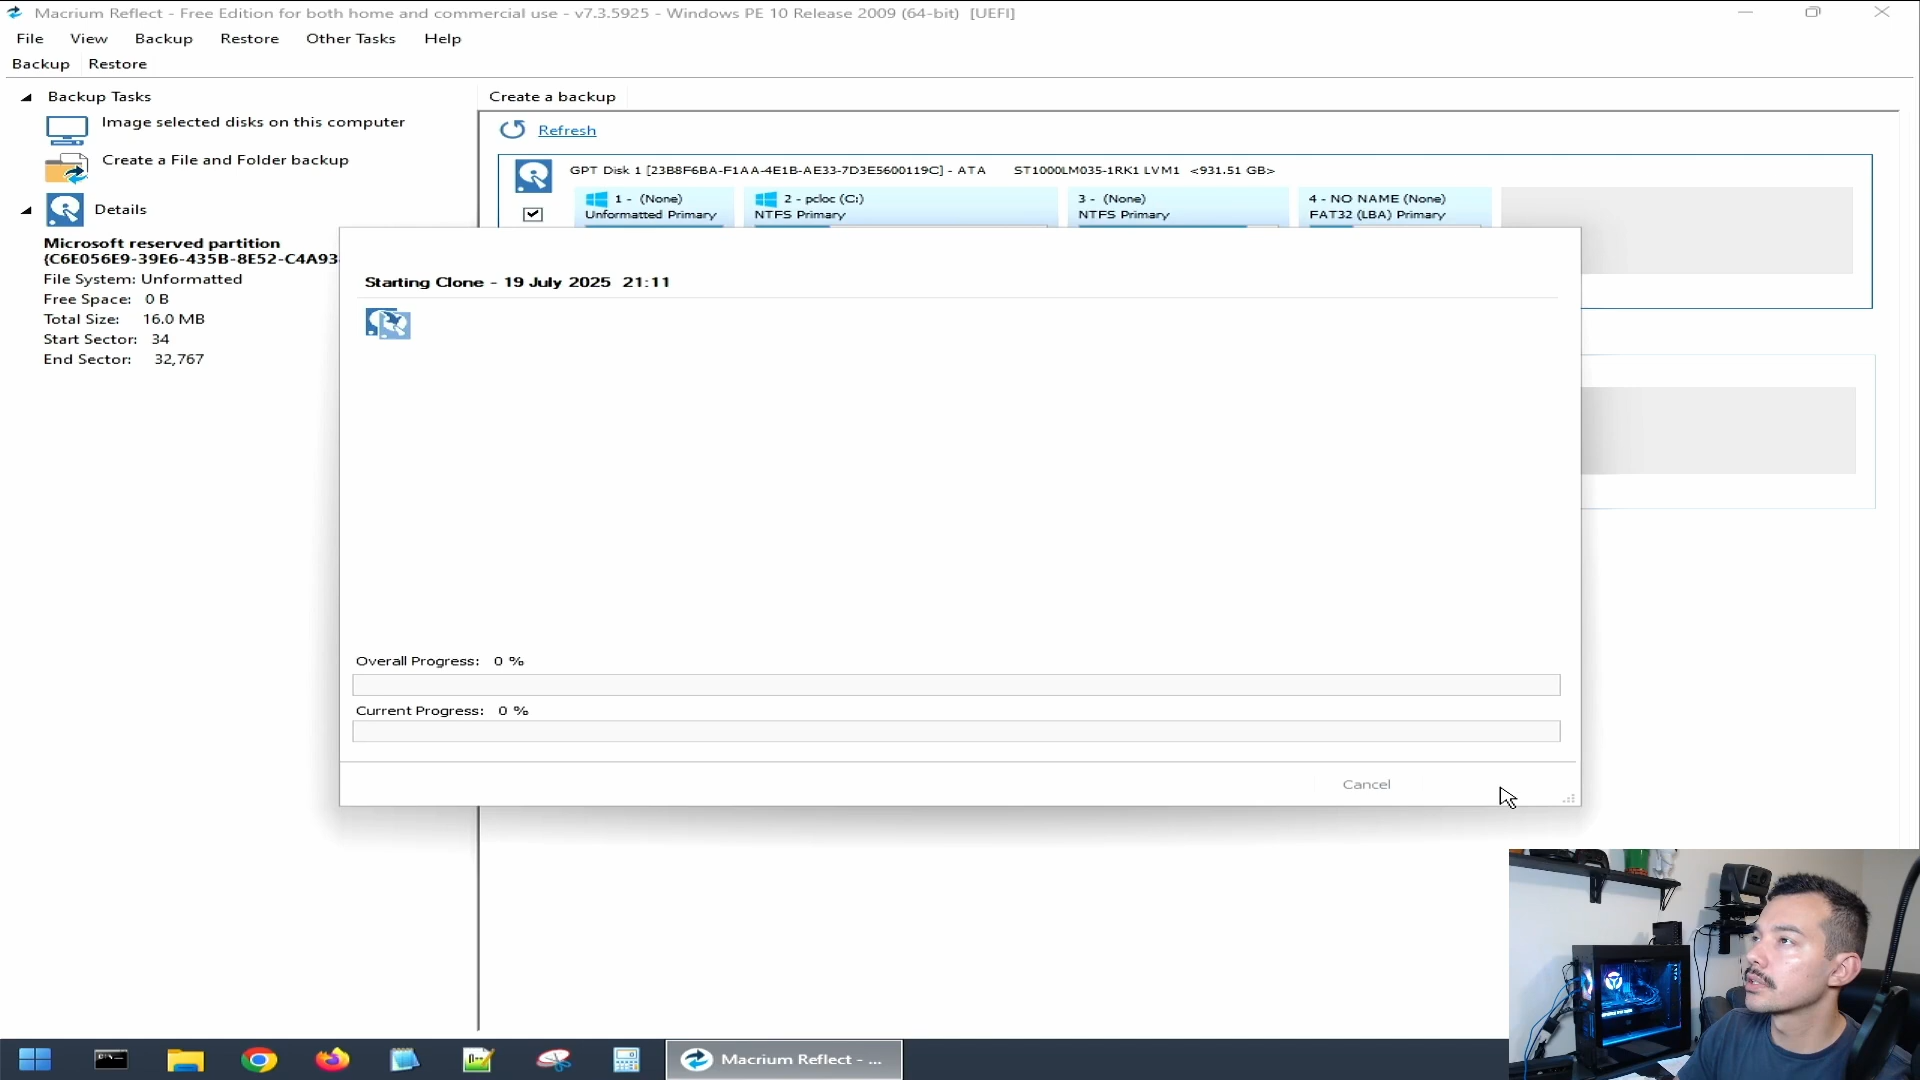 Macrium Reflect - Free Edition for both home and commercial use - v7.3.5925 - Windows PE 10 Release 2009 (64-bit)  [UEFI]
File View Backup Restore Other Tasks Help
Backup Restore
Backup Tasks
Image selected disks on this computer
Create a File and Folder backup
Details
Microsoft reserved partition
{C6E056E9-39E6-435B-8E52-C4A93
File System: Unformatted
Free Space: 0 B
Total Size: 16.0 MB
Start Sector: 34
End Sector: 32,767
Create a backup
Refresh
GPT Disk 1 [23B8F6BA-F1AA-4E1B-AE33-7D3E5600119C] - ATA ST1000LM035-1RK1 LVM1 <931.51 GB>
1 - (None)
Unformatted Primary
2 - pcloc (C:)
NTFS Primary
3 - (None)
NTFS Primary
4 - NO NAME (None)
FAT32 (LBA) Primary
Starting Clone - 19 July 2025 21:11
Overall Progress: 0 %
Current Progress: 0 %
Cancel
Macrium Reflect - ...